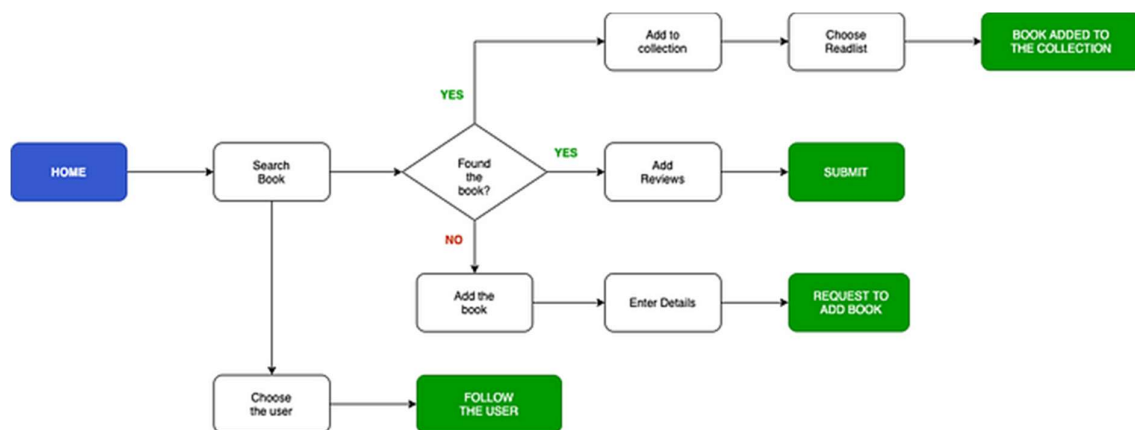 Add to
collection
Choose
Readlist
BOOK ADDED TO
THE COLLECTION
YES
HOME
Search
Book
Found
the
book?
YES
Add
Reviews
SUBMIT
NO
Add the
book
Enter Details
REQUEST TO
ADD BOOK
Choose
the user
FOLLOW
THE USER